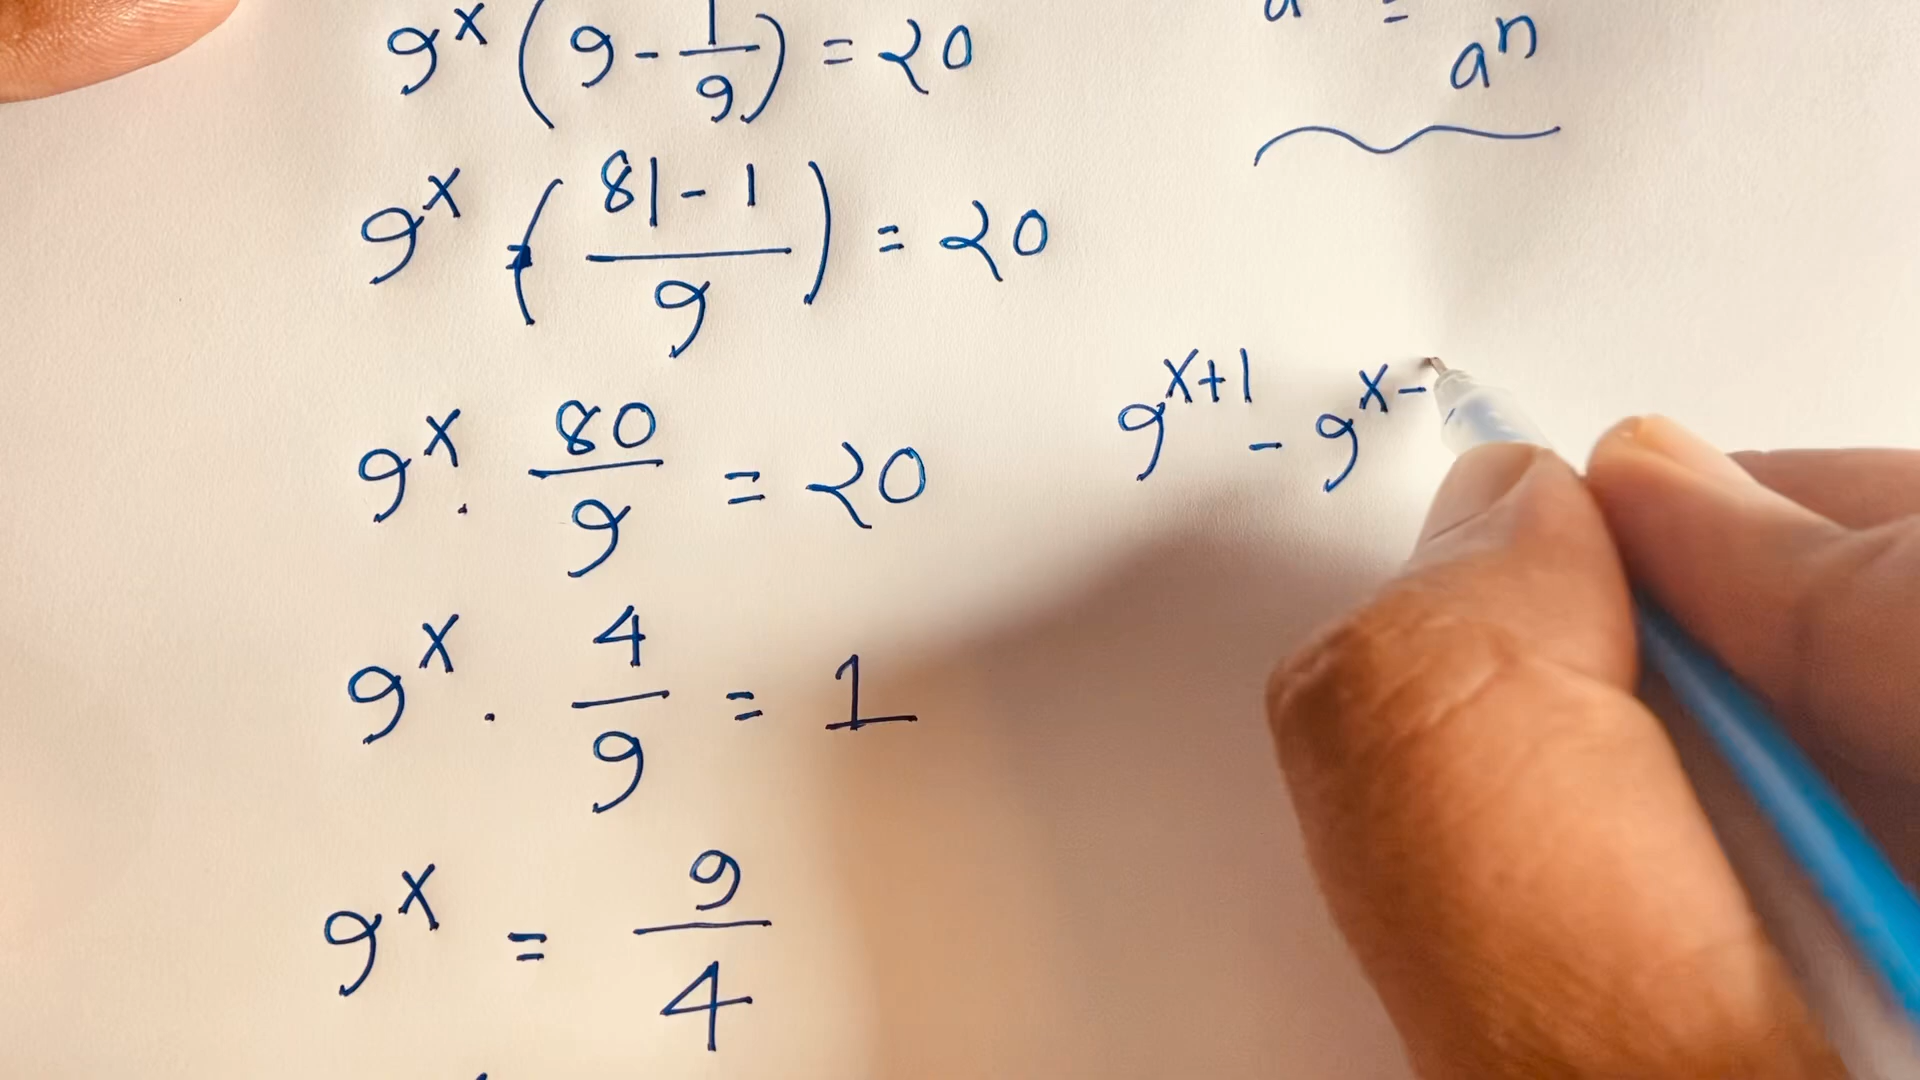 9^x (9 - 1/9) = 20
a^n
9^x (81 - 1 / 9) = 20
9^x . 80/9 = 20
9^{x+1} - 9^{x-
9^x . 4/9 = 1
9^x = 9/4